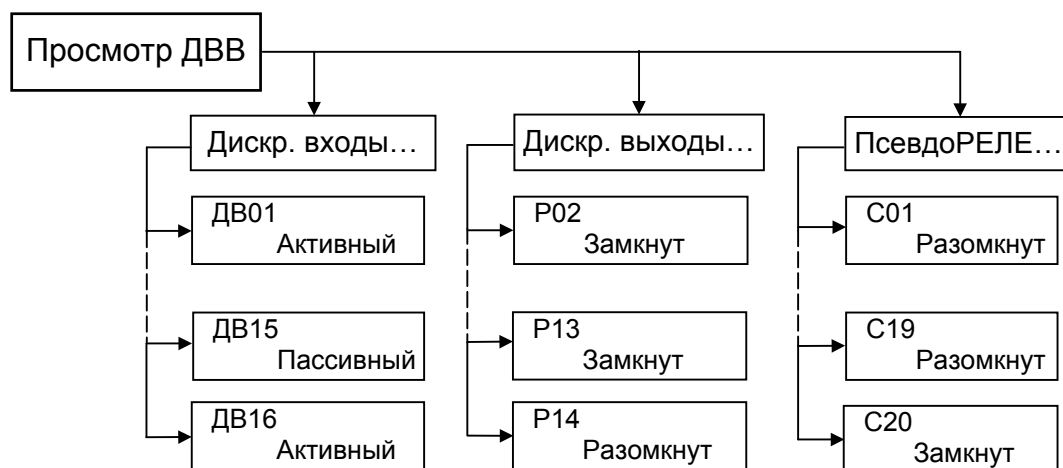 Просмотр ДВВ
Дискр. входы…
ДВ01
Активный
ДВ15
Пассивный
ДВ16
Активный
Дискр. выходы…
Р02
Замкнут
Р13
Замкнут
Р14
Разомкнут
ПсевдоРЕЛЕ…
С01
Разомкнут
С19
Разомкнут
С20
Замкнут